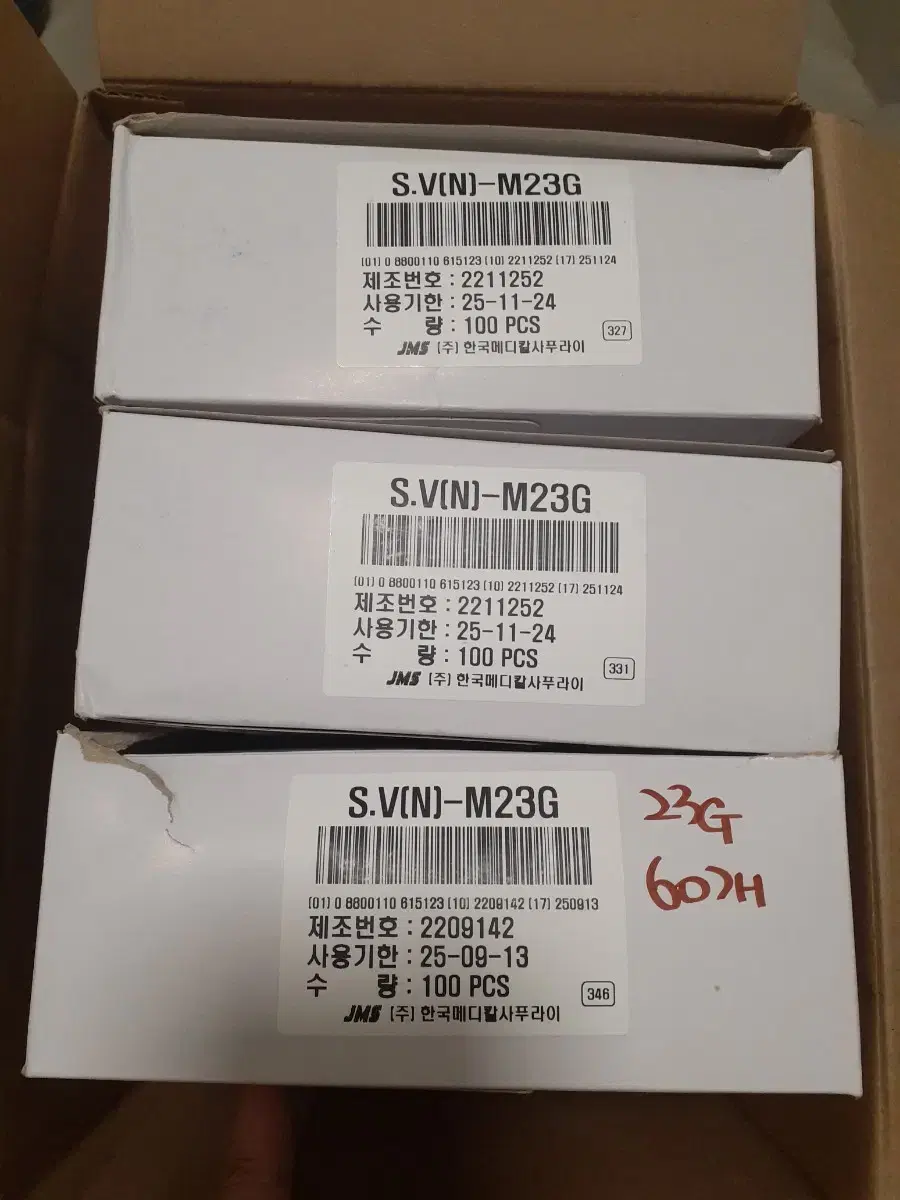 S.V(N)-M23G
(01) 0 8800110 615123 (10) 2211252 (17) 251124
제조번호 : 2211252
사용기한 : 25-11-24
수 량 : 100 PCS
327
JMS (주) 한국메디칼사푸라이
S.V(N)-M23G
(01) 0 8800110 615123 (10) 2211252 (17) 251124
제조번호 : 2211252
사용기한 : 25-11-24
수 량 : 100 PCS
331
JMS (주) 한국메디칼사푸라이
S.V(N)-M23G
(01) 0 8800110 615123 (10) 2209142 (17) 250913
제조번호 : 2209142
사용기한 : 25-09-13
수 량 : 100 PCS
346
JMS (주) 한국메디칼사푸라이
23G
60개